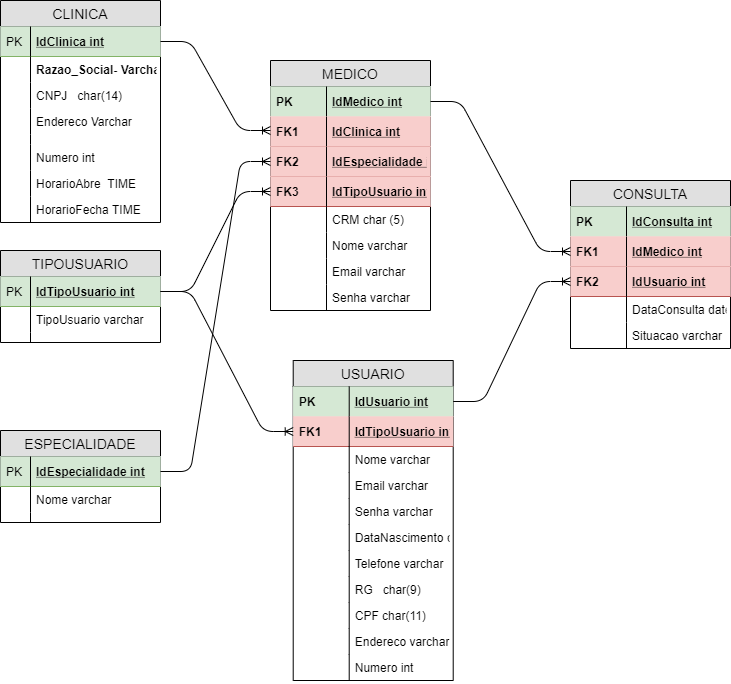 CLINICA
PK IdClinica int
Razao_Social- Varcha
CNPJ char(14)
Endereco Varchar
Numero int
HorarioAbre TIME
HorarioFecha TIME
TIPOUSUARIO
PK IdTipoUsuario int
TipoUsuario varchar
ESPECIALIDADE
PK IdEspecialidade int
Nome varchar
MEDICO
PK IdMedico int
FK1 IdClinica int
FK2 IdEspecialidade
FK3 IdTipoUsuario in
CRM char (5)
Nome varchar
Email varchar
Senha varchar
USUARIO
PK IdUsuario int
FK1 IdTipoUsuario in
Nome varchar
Email varchar
Senha varchar
DataNascimento
Telefone varchar
RG char(9)
CPF char(11)
Endereco varchar
Numero int
CONSULTA
PK IdConsulta int
FK1 IdMedico int
FK2 IdUsuario int
DataConsulta date
Situacao varchar